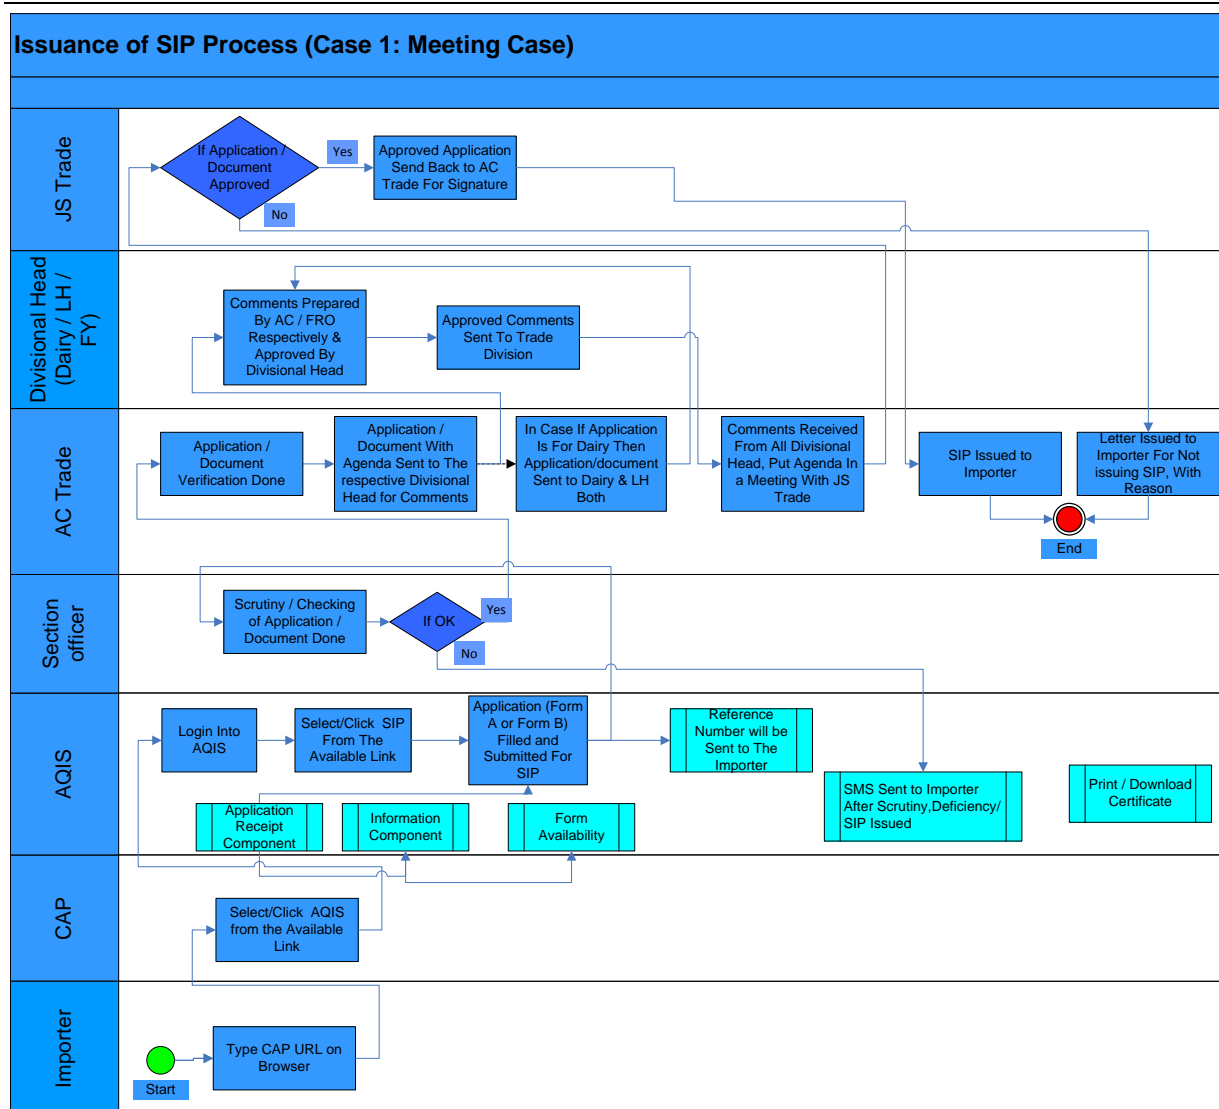 Issuance of SIP Process (Case 1: Meeting Case)
JS Trade
If Application /
Document
Approved
Yes
No
Approved Application
Send Back to AC
Trade For Signature
Divisional Head
(Dairy / LH /
FY)
Comments Prepared
By AC / FRO
Respectively &
Approved By
Divisional Head
Approved Comments
Sent To Trade
Division
AC Trade
Application /
Document
Verification Done
Application /
Document With
Agenda Sent to The
respective Divisional
Head for Comments
In Case If Application
Is For Dairy Then
Application/document
Sent to Dairy & LH
Both
Comments Received
From All Divisional
Head, Put Agenda In
a Meeting With JS
Trade
SIP Issued to
Importer
Letter Issued to
Importer For Not
issuing SIP, With
Reason
End
Section
officer
Scrutiny / Checking
of Application /
Document Done
If OK
Yes
No
AQIS
Login Into
AQIS
Select/Click  SIP
From The
Available Link
Application (Form
A or Form B)
Filled and
Submitted For
SIP
Reference
Number will be
Sent to The
Importer
Application
Receipt
Component
Information
Component
Form
Availability
SMS Sent to Importer
After Scrutiny,Deficiency/
SIP Issued
Print / Download
Certificate
CAP
Select/Click  AQIS
from the Available
Link
Importer
Start
Type CAP URL on
Browser